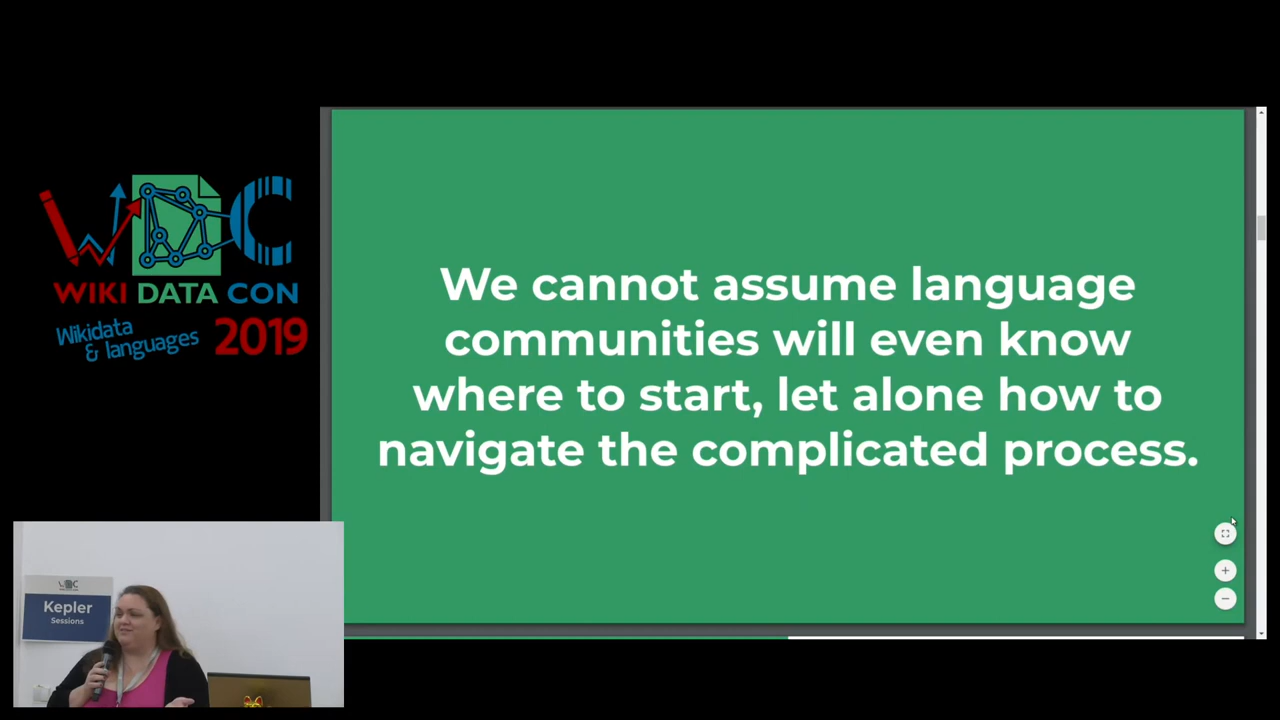 WDC
WIKI DATA CON
Wikidata
& languages 2019
We cannot assume language
communities will even know
where to start, let alone how to
navigate the complicated process.
Kepler
Sessions